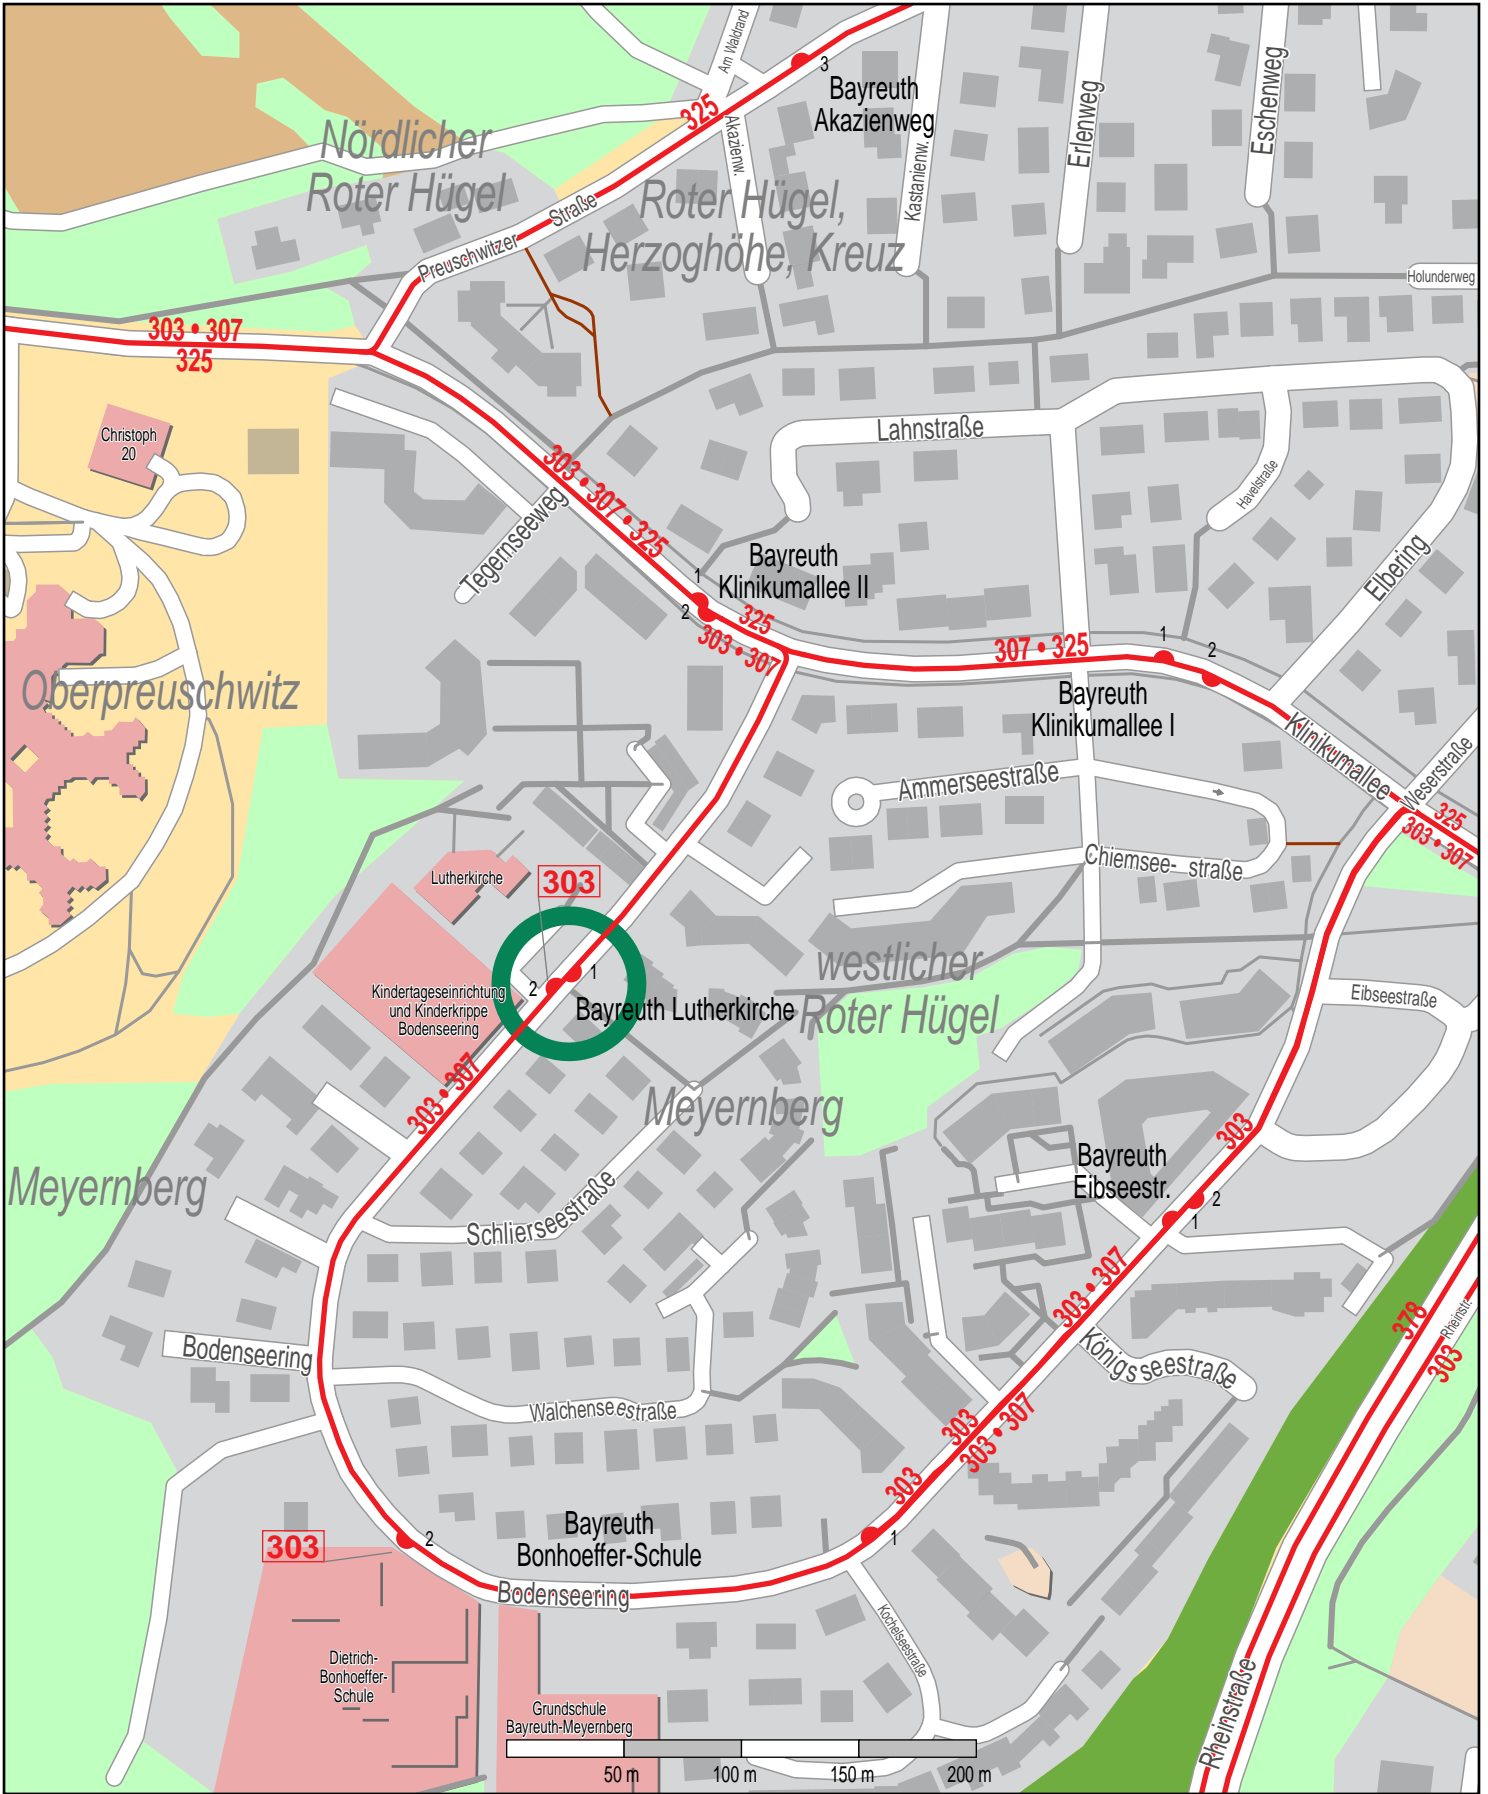 Am Waldrand
3
Bayreuth
Akazienweg
325
Akazienw.
Kastanienw.
Erlenweg
Eschenweg
Nördlicher
Roter Hügel
Roter Hügel,
Herzoghöhe, Kreuz
Preuschwitzer
Straße
Holunderweg
303 • 307
325
Christoph
20
Lahnstraße
Havelstraße
303 • 307 • 325
Tegernseeweg
Bayreuth
Klinikumallee II
1
2
325
303 • 307
Elbering
307 • 325
1
2
Bayreuth
Klinikumallee I
Oberpreuschwitz
Klinikumallee
Weserstraße
325
303 • 307
Ammerseestraße
Chiemsee- straße
Lutherkirche
303
1
2
Bayreuth Lutherkirche
Kindertageseinrichtung
und Kinderkrippe
Bodenseering
westlicher
Roter Hügel
Eibseestraße
303 • 307
Meyernberg
Meyernberg
303
Bayreuth
Eibseestr.
2
1
Schlierseestraße
303 • 307
Königsseestraße
378
Rheinstr.
303
Bodenseering
Walchenseestraße
303
303 • 307
303
1
Bayreuth
Bonhoeffer-Schule
303
2
Bodenseering
Kochelseestraße
Dietrich-
Bonhoeffer-
Schule
Grundschule
Bayreuth-Meyernberg
Rheinstraße
50 m
100 m
150 m
200 m